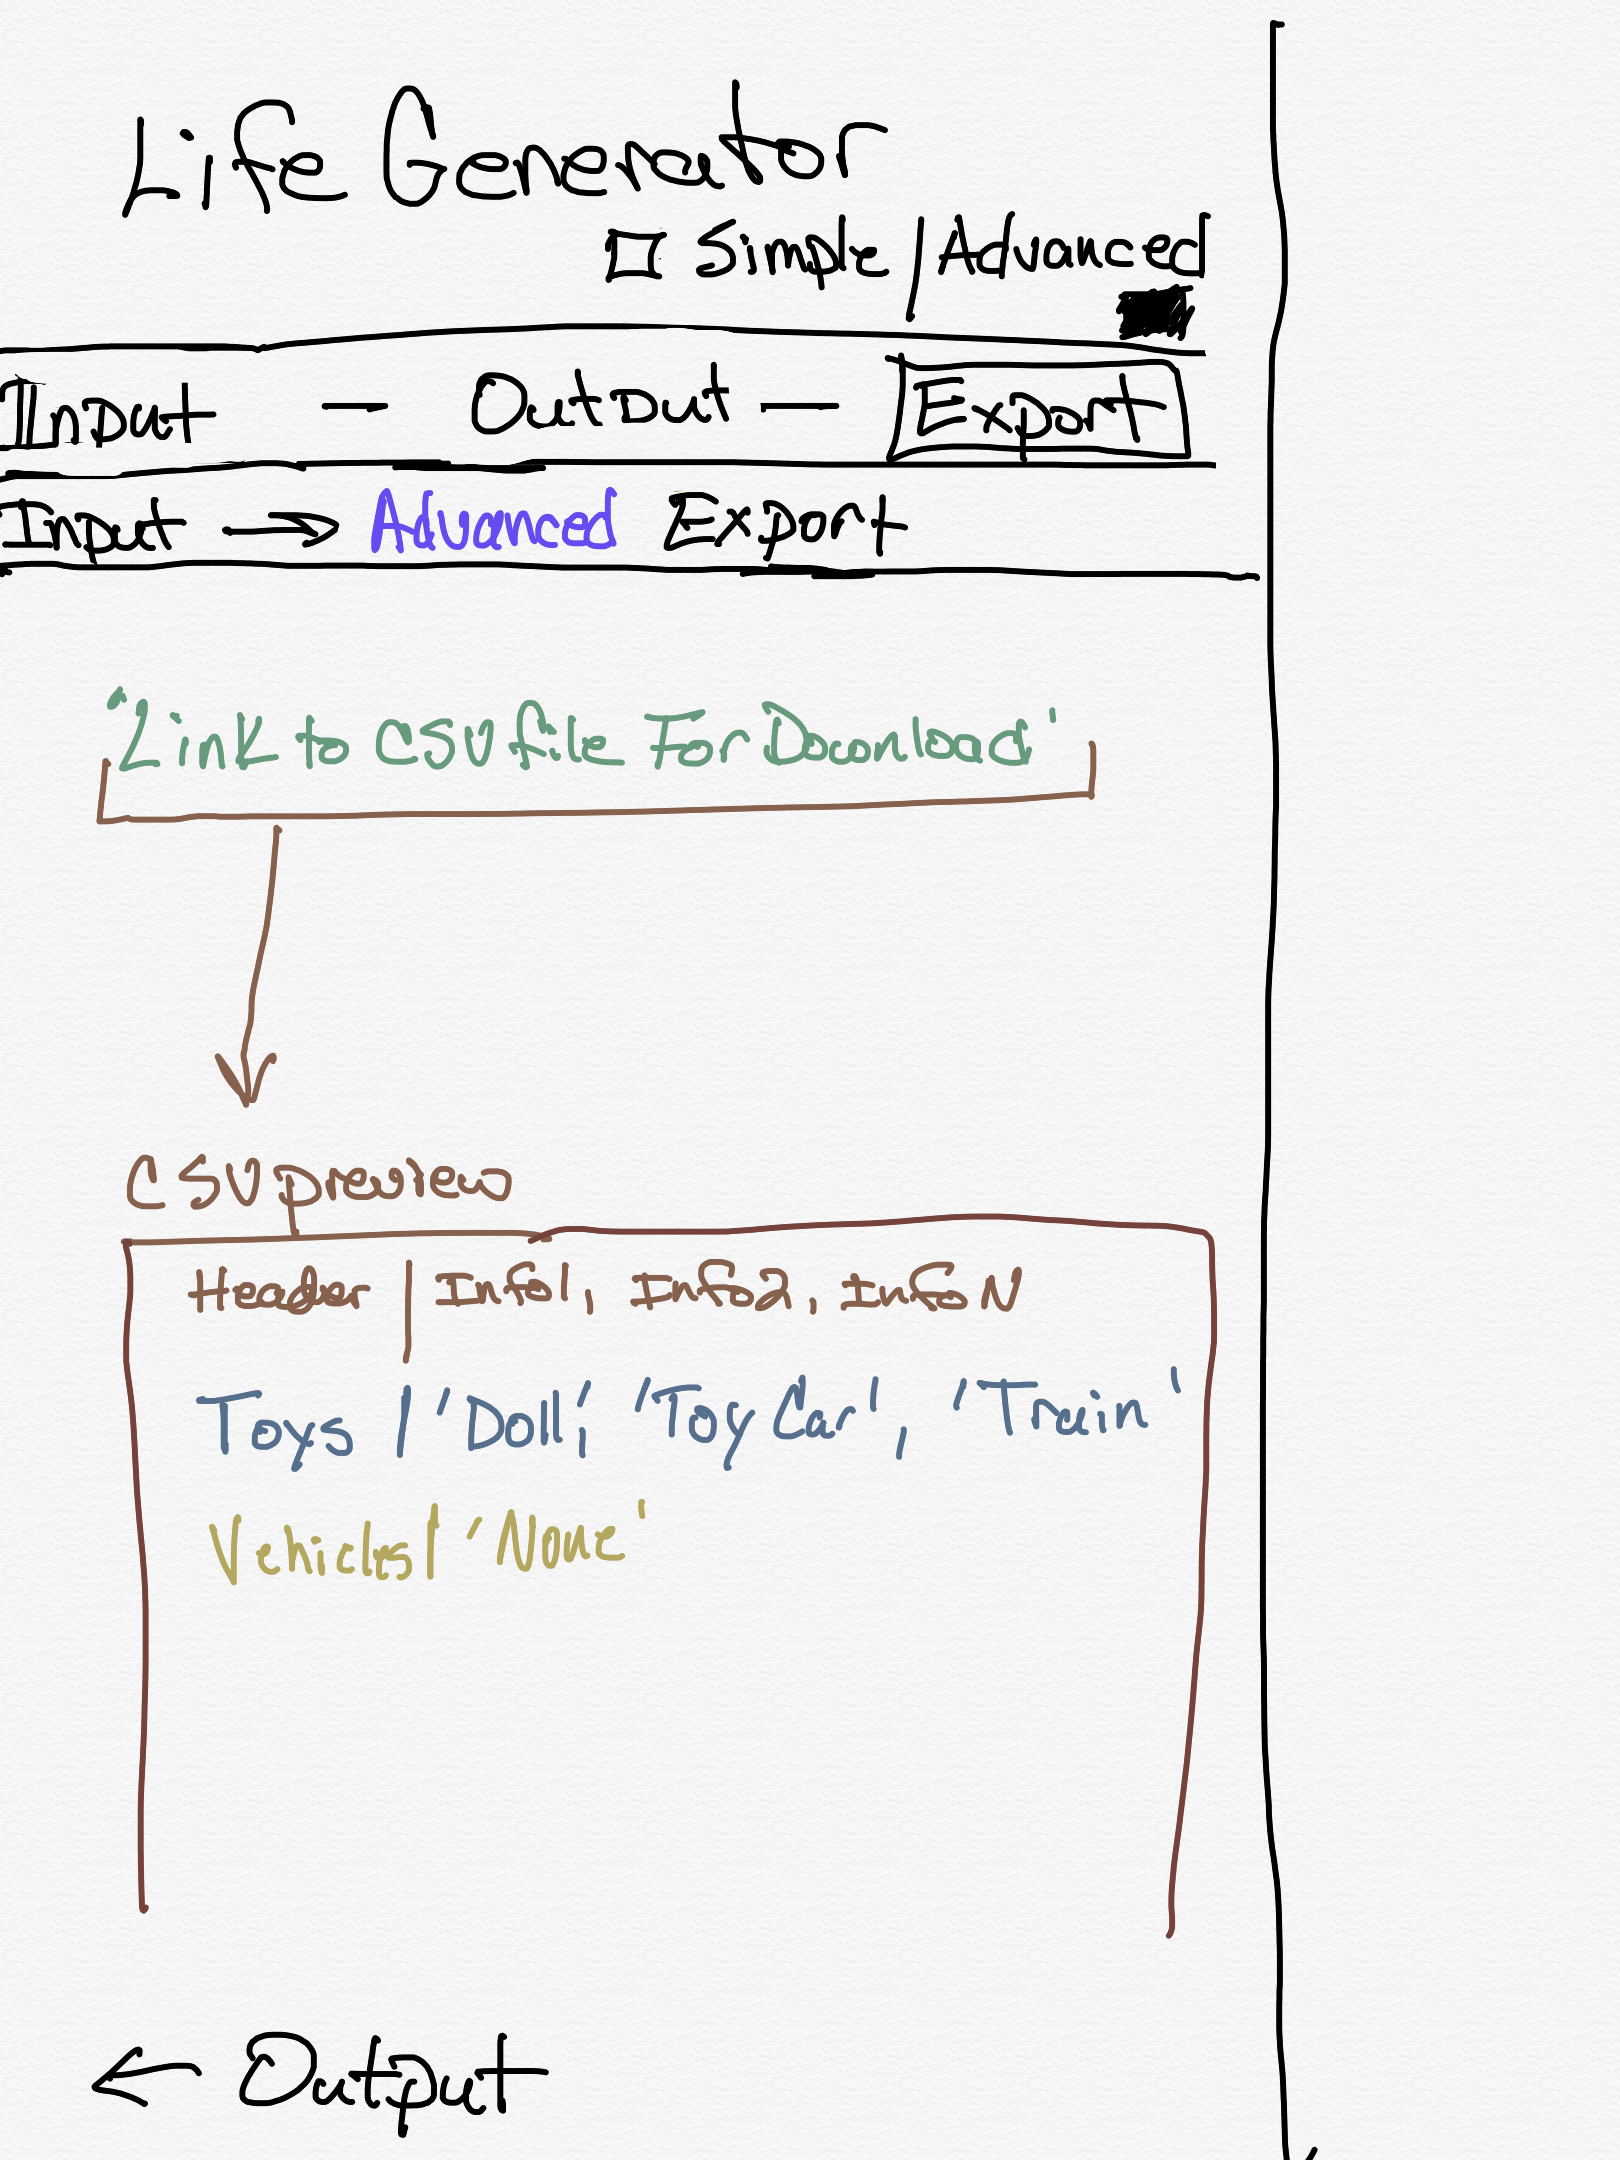 Life Generator
Simple / Advanced
Input - Output - Export
Input → Advanced Export
"Link to CSV file For Download'
CSV preview
Header | Info1, Info2, Info N
Toys | 'Doll', 'Toy Car', 'Train'
Vehicles | 'None'
← Output